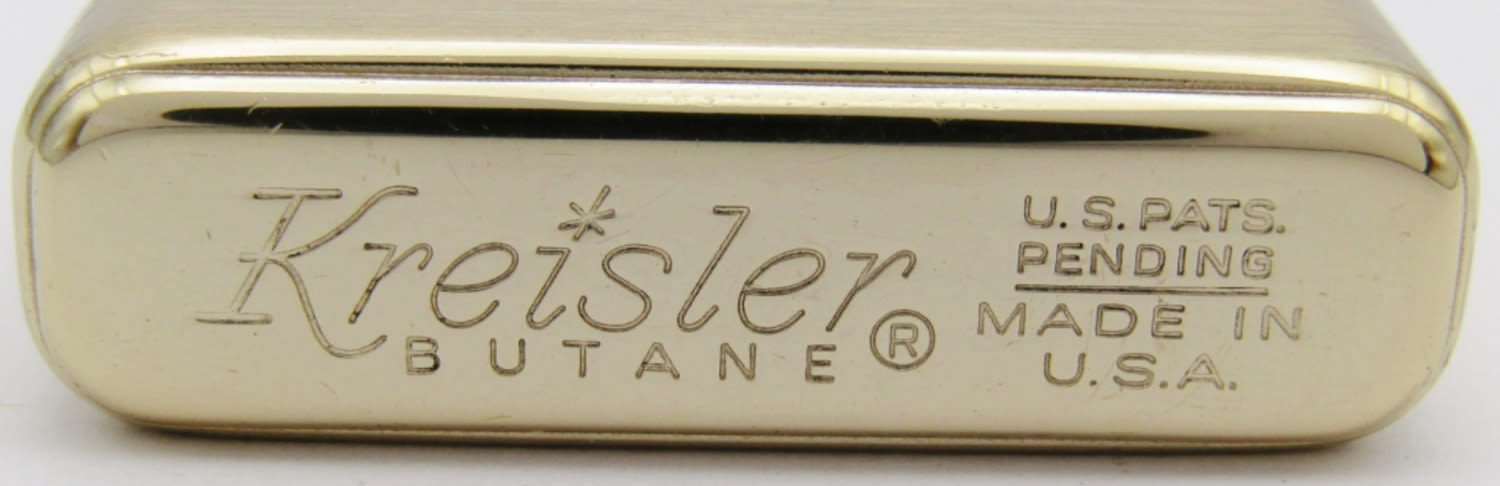 Kreisler
BUTANE ®
U.S. PATS.
PENDING
MADE IN
U.S.A.